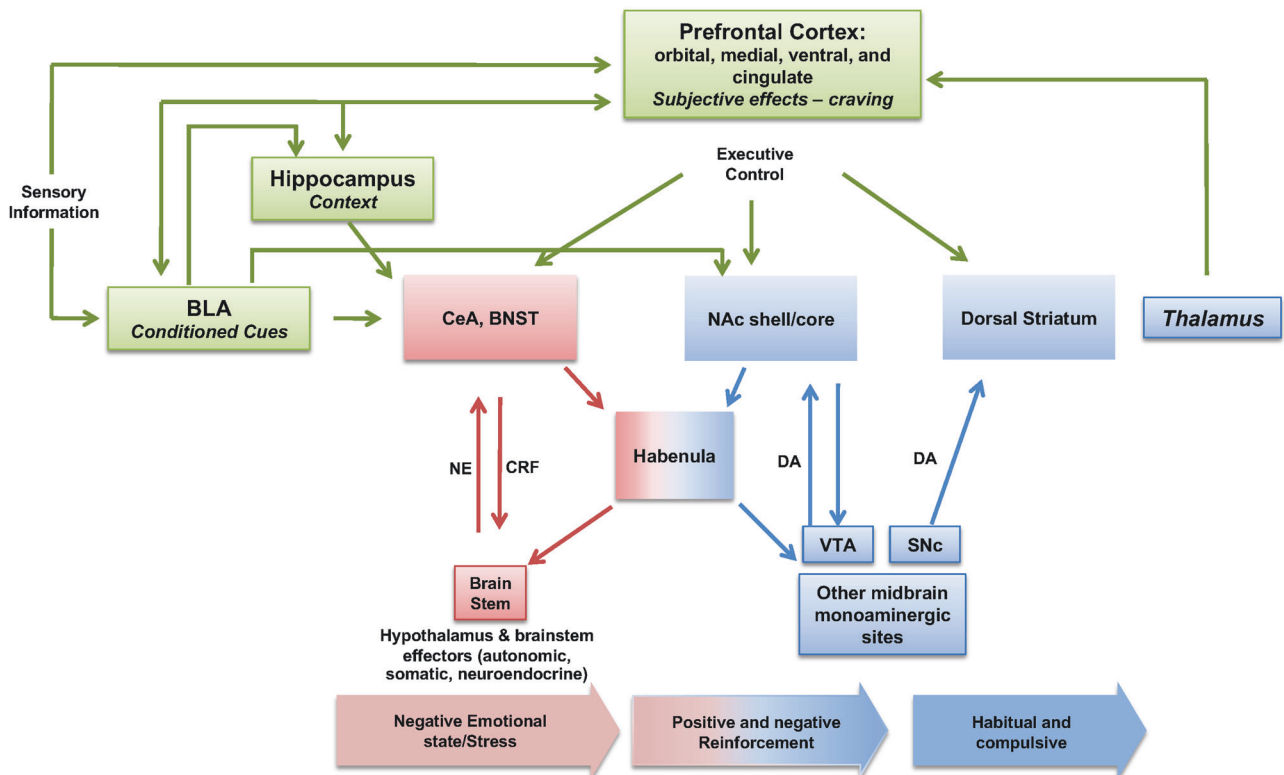 Prefrontal Cortex:
orbital, medial, ventral, and
cingulate
Subjective effects – craving
Executive
Control
Hippocampus
Context
Sensory
Information
BLA
Conditioned Cues
CeA, BNST
NAc shell/core
Dorsal Striatum
Thalamus
Habenula
NE
CRF
DA
DA
VTA
SNc
Brain
Stem
Other midbrain
monoaminergic
sites
Hypothalamus & brainstem
effectors (autonomic,
somatic, neuroendocrine)
Negative Emotional
state/Stress
Positive and negative
Reinforcement
Habitual and
compulsive